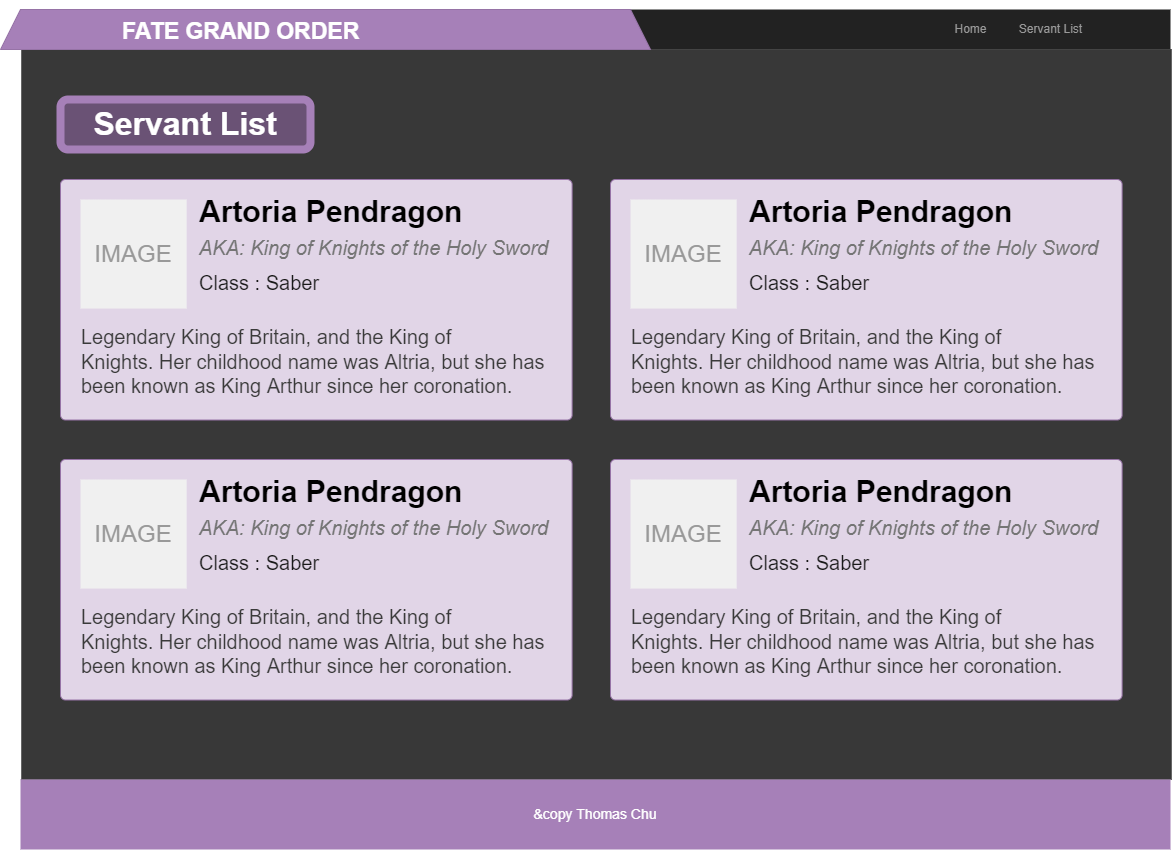 FATE GRAND ORDER
Home
Servant List
Servant List
Artoria Pendragon
IMAGE
AKA: King of Knights of the Holy Sword
Class : Saber
Legendary King of Britain, and the King of
Knights. Her childhood name was Altria, but she has
been known as King Arthur since her coronation.
Artoria Pendragon
IMAGE
AKA: King of Knights of the Holy Sword
Class : Saber
Legendary King of Britain, and the King of
Knights. Her childhood name was Altria, but she has
been known as King Arthur since her coronation.
Artoria Pendragon
IMAGE
AKA: King of Knights of the Holy Sword
Class : Saber
Legendary King of Britain, and the King of
Knights. Her childhood name was Altria, but she has
been known as King Arthur since her coronation.
Artoria Pendragon
IMAGE
AKA: King of Knights of the Holy Sword
Class : Saber
Legendary King of Britain, and the King of
Knights. Her childhood name was Altria, but she has
been known as King Arthur since her coronation.
&copy Thomas Chu